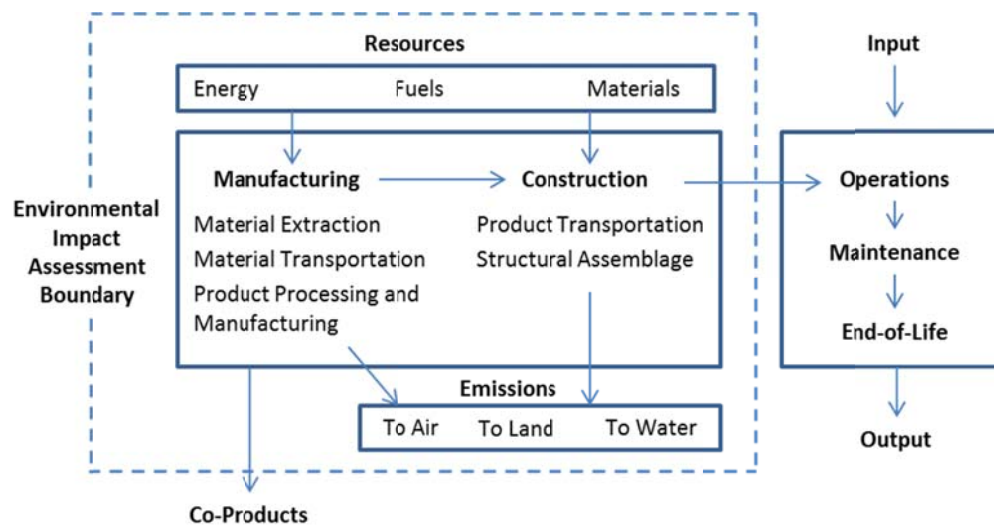 Resources
Energy
Fuels
Materials
Input
Environmental
Impact
Assessment
Boundary
Manufacturing
Material Extraction
Material Transportation
Product Processing and
Manufacturing
Construction
Product Transportation
Structural Assemblage
Operations
Maintenance
End-of-Life
Emissions
To Air
To Land
To Water
Output
Co-Products